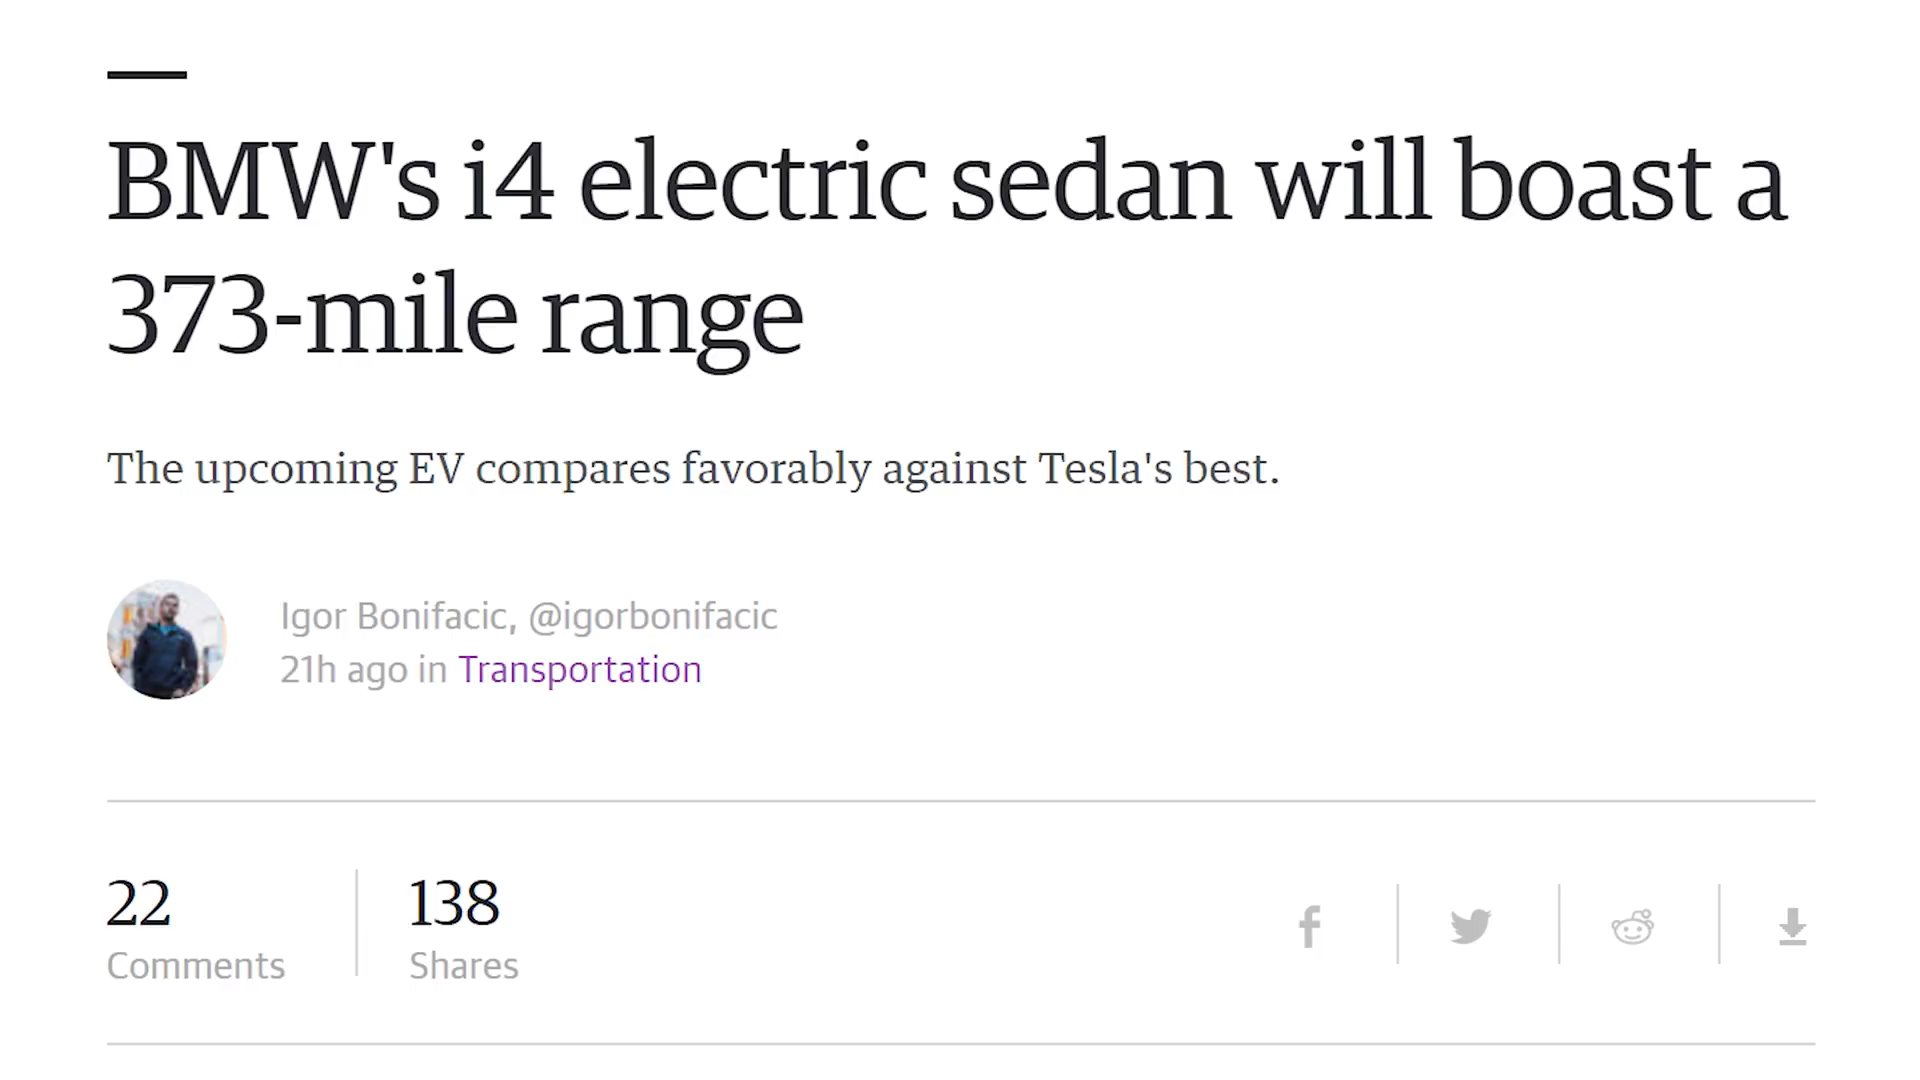 BMW's i4 electric sedan will boast a
373-mile range
The upcoming EV compares favorably against Tesla's best.
Igor Bonifacic, @igorbonifacic
21h ago in Transportation
22
Comments
138
Shares